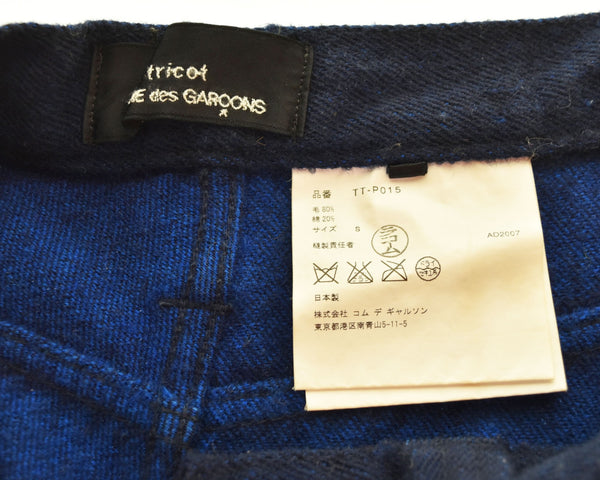 tricot
des GARÇONS
品番 TT-P015
毛 80%
綿 20%
サイズ S
縫製責任者
AD2007
日本製
株式会社 コム デ ギャルソン
東京都港区南青山5-11-5